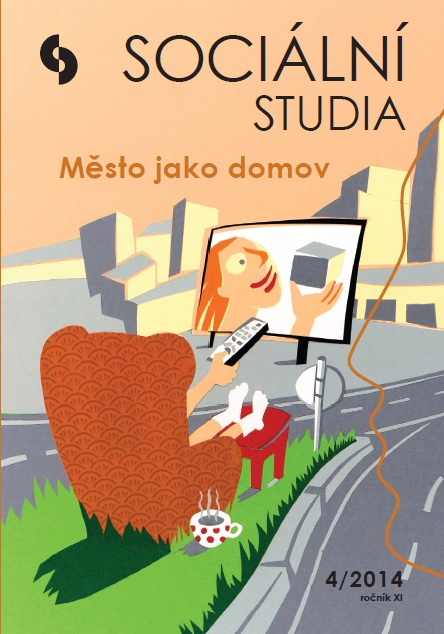 SOCIÁLNÍ
STUDIA
Město jako domov
4/2014
ročník XI